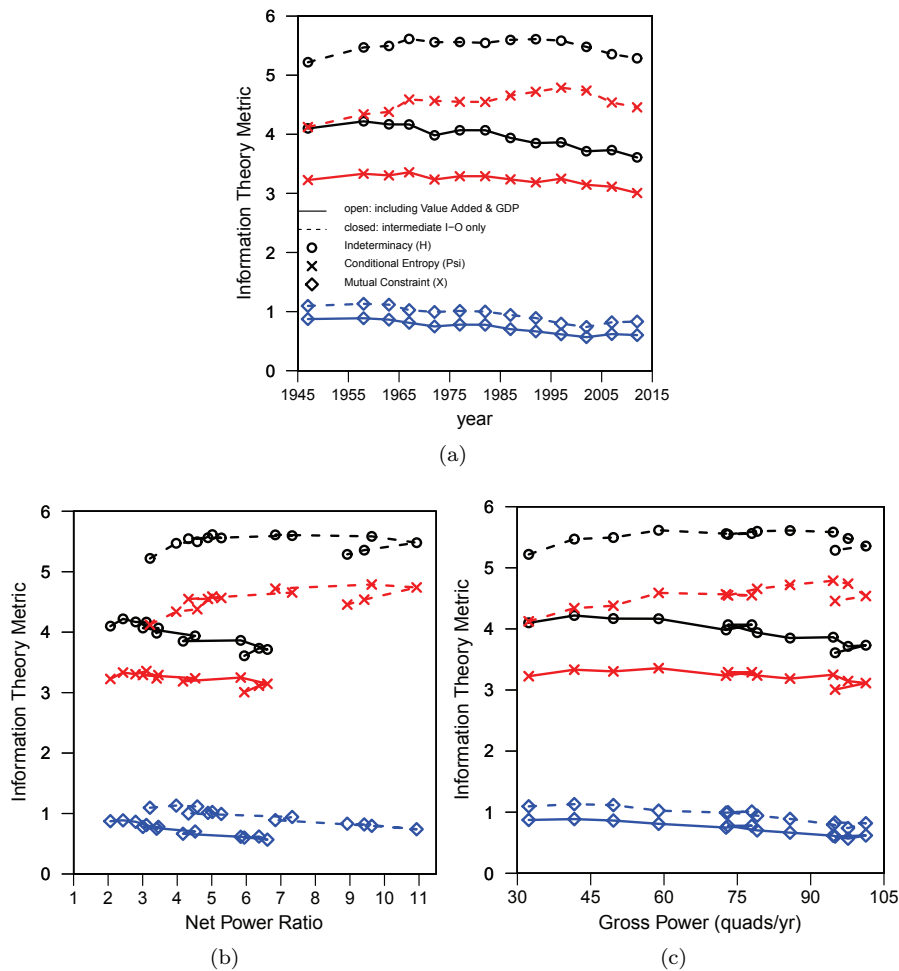 6
5
4
3
2
1
0
Information Theory Metric
open: including Value Added & GDP
closed: intermediate I−O only
Indeterminacy (H)
Conditional Entropy (Psi)
Mutual Constraint (X)
1945 1955 1965 1975 1985 1995 2005 2015
year
(a)
6
5
4
3
2
1
0
Information Theory Metric
1 2 3 4 5 6 7 8 9 10 11
Net Power Ratio
(b)
6
5
4
3
2
1
0
Information Theory Metric
30 45 60 75 90 105
Gross Power (quads/yr)
(c)